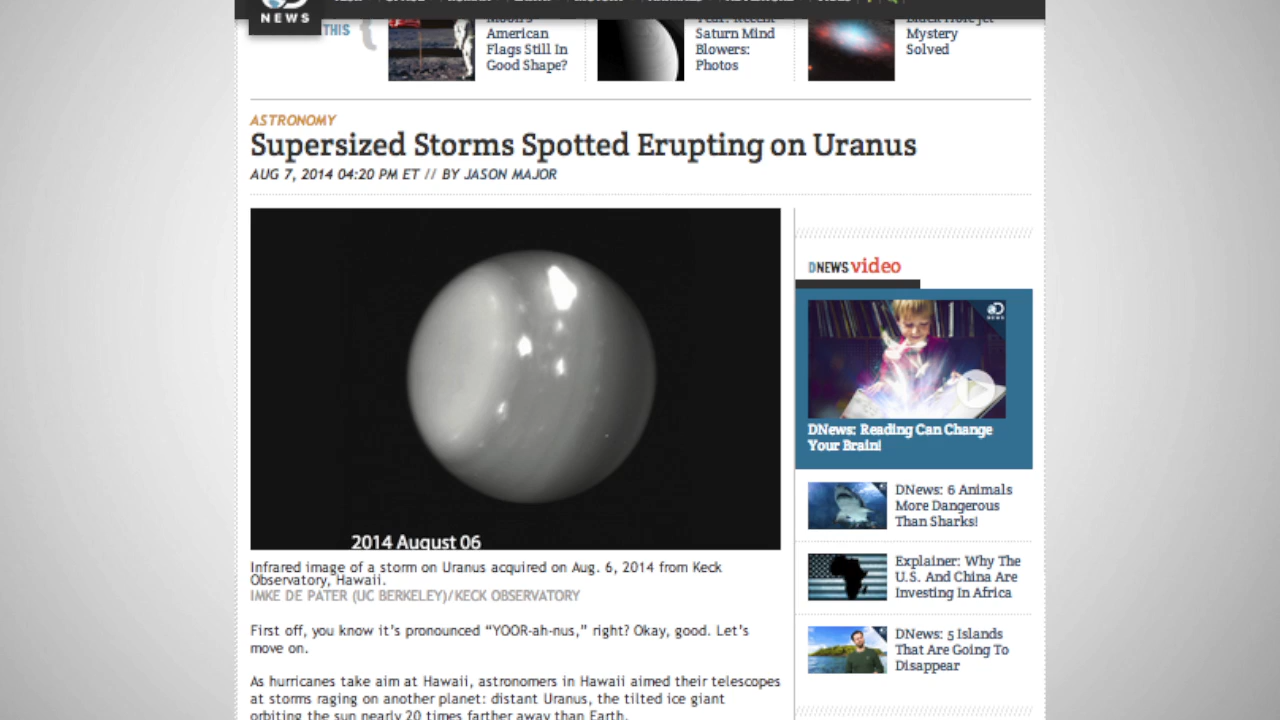 NEWS
THIS
American
Flags Still In
Good Shape?
Saturn Mind
Blowers:
Photos
Mystery
Solved
ASTRONOMY
Supersized Storms Spotted Erupting on Uranus
AUG 7, 2014 04:20 PM ET // BY JASON MAJOR
2014 August 06
Infrared image of a storm on Uranus acquired on Aug. 6, 2014 from Keck
Observatory, Hawaii.
IMKE DE PATER (UC BERKELEY)/KECK OBSERVATORY
First off, you know it's pronounced “YOOR-ah-nus,” right? Okay, good. Let's
move on.
As hurricanes take aim at Hawaii, astronomers in Hawaii aimed their telescopes
at storms raging on another planet: distant Uranus, the tilted ice giant
orbiting the sun nearly 20 times farther away than Earth.
DNEWS video
NEWS
DNews: Reading Can Change
Your Brain!
DNews: 6 Animals
More Dangerous
Than Sharks!
Explainer: Why The
U.S. And China Are
Investing In Africa
DNews: 5 Islands
That Are Going To
Disappear